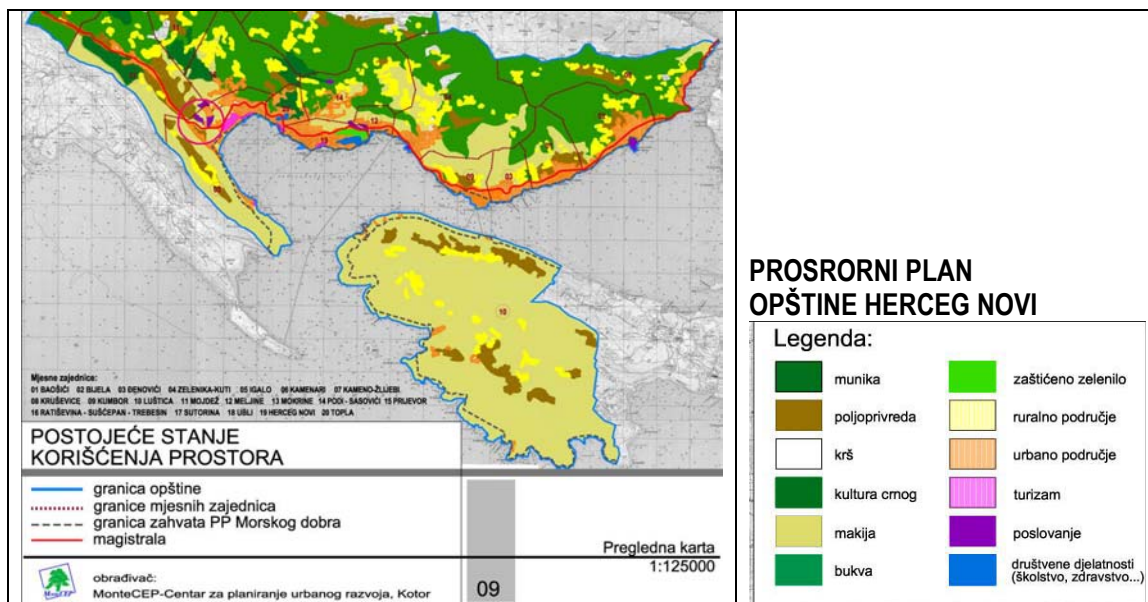 Mjesne zajednice:
01 BAOŠIĆI 02 BIJELA 03 ĐENOVIĆI 04 ZELENIKA-KUTI 05 IGALO 06 KAMENARI 07 KAMENO-ŽLIJEBI
08 KRUŠEVICE 09 KUMBOR 10 LUŠTICA 11 MOJDEŽ 12 MELJINE 13 MOKRINE 14 PODI - SASOVIĆI 15 PRIJEVOR
16 RATIŠEVINA - SUŠĆEPAN - TREBESIN 17 SUTORINA 18 UBLI 19 HERCEG NOVI 20 TOPLA
POSTOJEĆE STANJE
KORIŠĆENJA PROSTORA
granica opštine
granice mjesnih zajednica
granica zahvata PP Morskog dobra
magistrala
Pregledna karta
1:125000
MonteCEP
obrađivač:
MonteCEP-Centar za planiranje urbanog razvoja, Kotor
09
10
PROSRORNI PLAN
OPŠTINE HERCEG NOVI
Legenda:
munika
poljoprivreda
krš
kultura crnog
makija
bukva
zaštićeno zelenilo
ruralno područje
urbano područje
turizam
poslovanje
društvene djelatnosti
(školstvo, zdravstvo...)